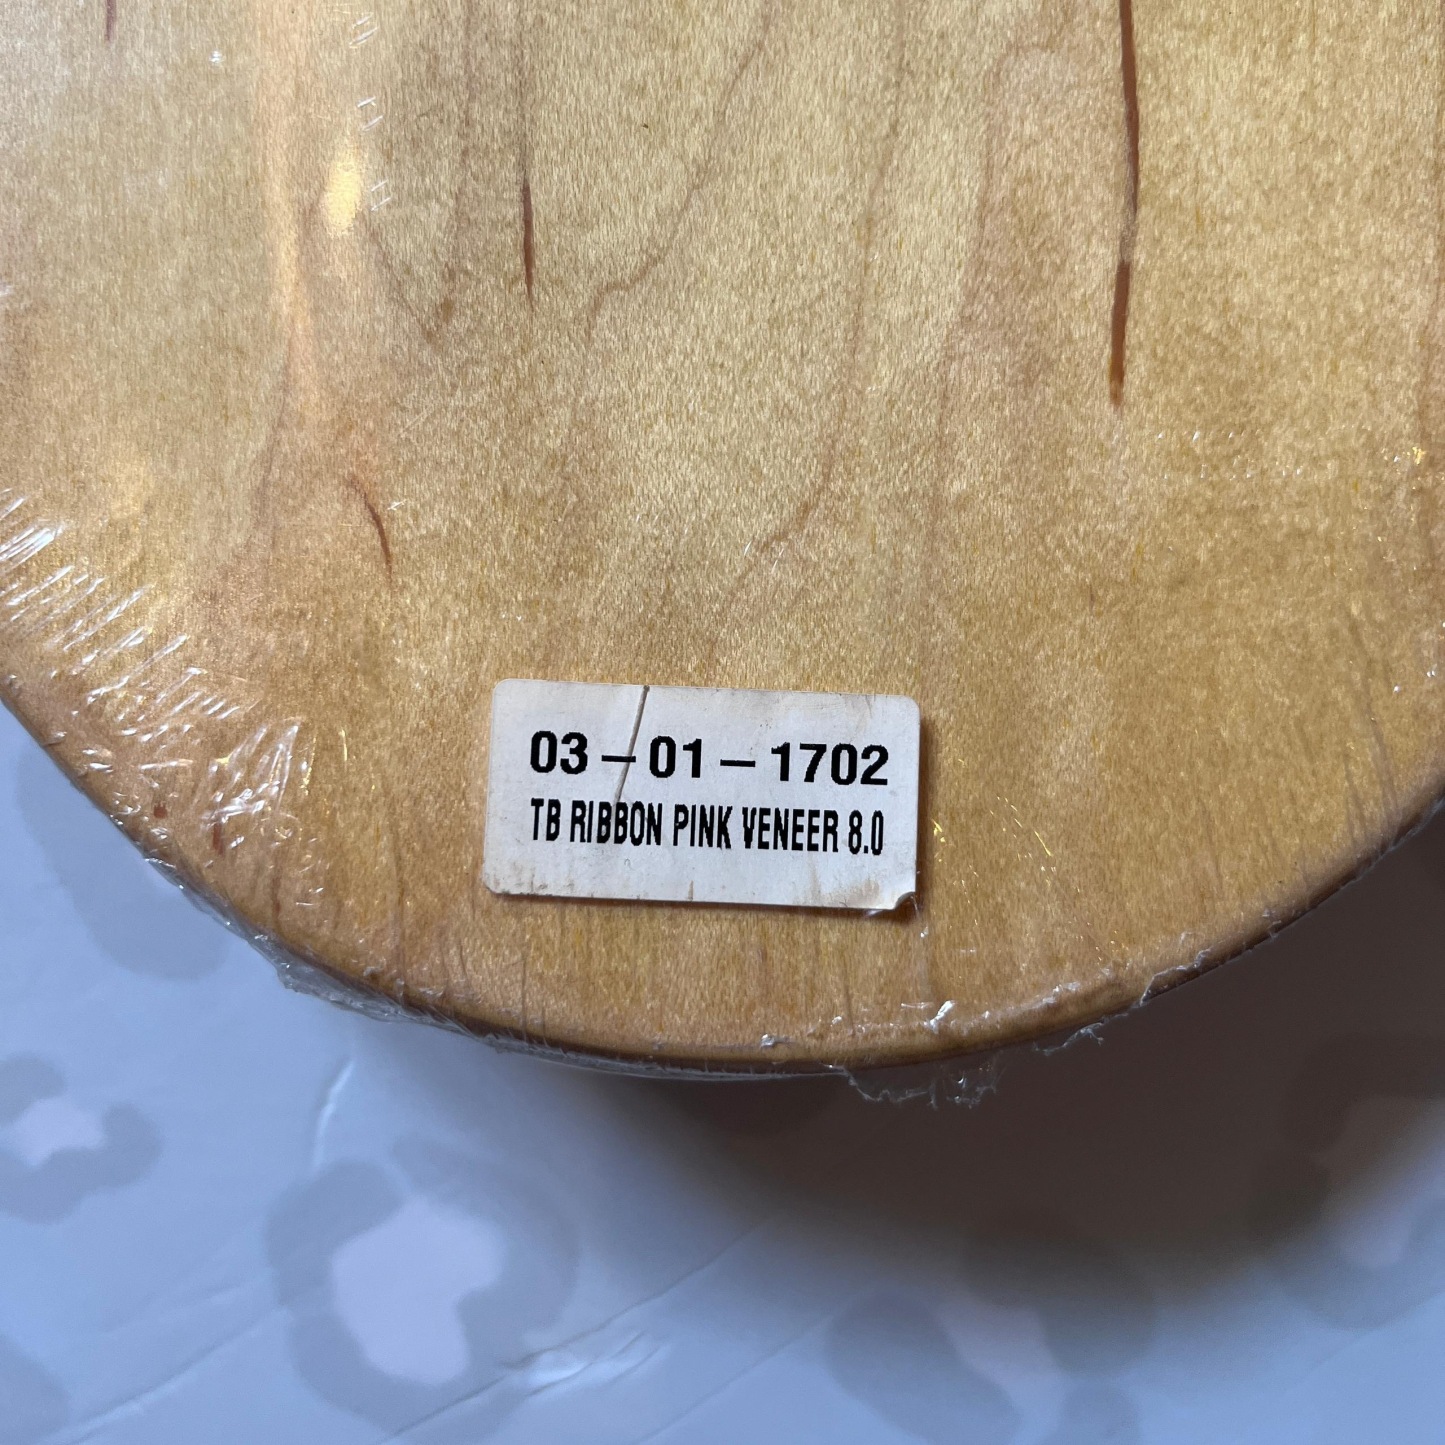 03 – 01 – 1702
TB RIBBON PINK VENEER 8.0